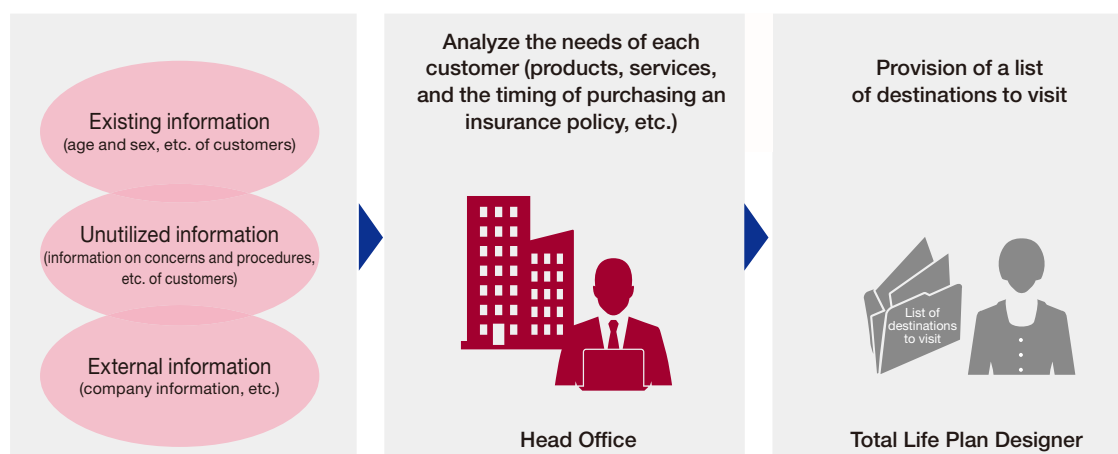 Existing information
(age and sex, etc. of customers)
Unutilized information
(information on concerns and procedures,
etc. of customers)
External information
(company information, etc.)
Analyze the needs of each
customer (products, services,
and the timing of purchasing an
insurance policy, etc.)
Head Office
Provision of a list
of destinations to visit
List of
destinations
to visit
Total Life Plan Designer